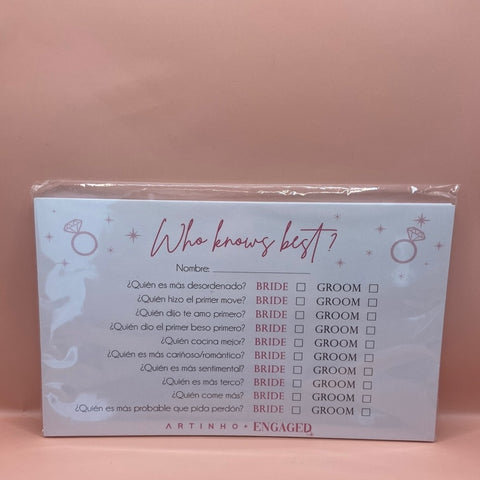 Who knows best?
Nombre:
¿Quién es más desordenado? BRIDE GROOM
¿Quién hizo el primer move? BRIDE GROOM
¿Quién dijo te amo primero? BRIDE GROOM
¿Quién dio el primer beso primero? BRIDE GROOM
¿Quién cocina mejor? BRIDE GROOM
¿Quién es más cariñoso/romántico? BRIDE GROOM
¿Quién es más sentimental? BRIDE GROOM
¿Quién es más terco? BRIDE GROOM
¿Quién come más? BRIDE GROOM
¿Quién es más probable que pida perdón? BRIDE GROOM
ARTINHO + ENGAGED